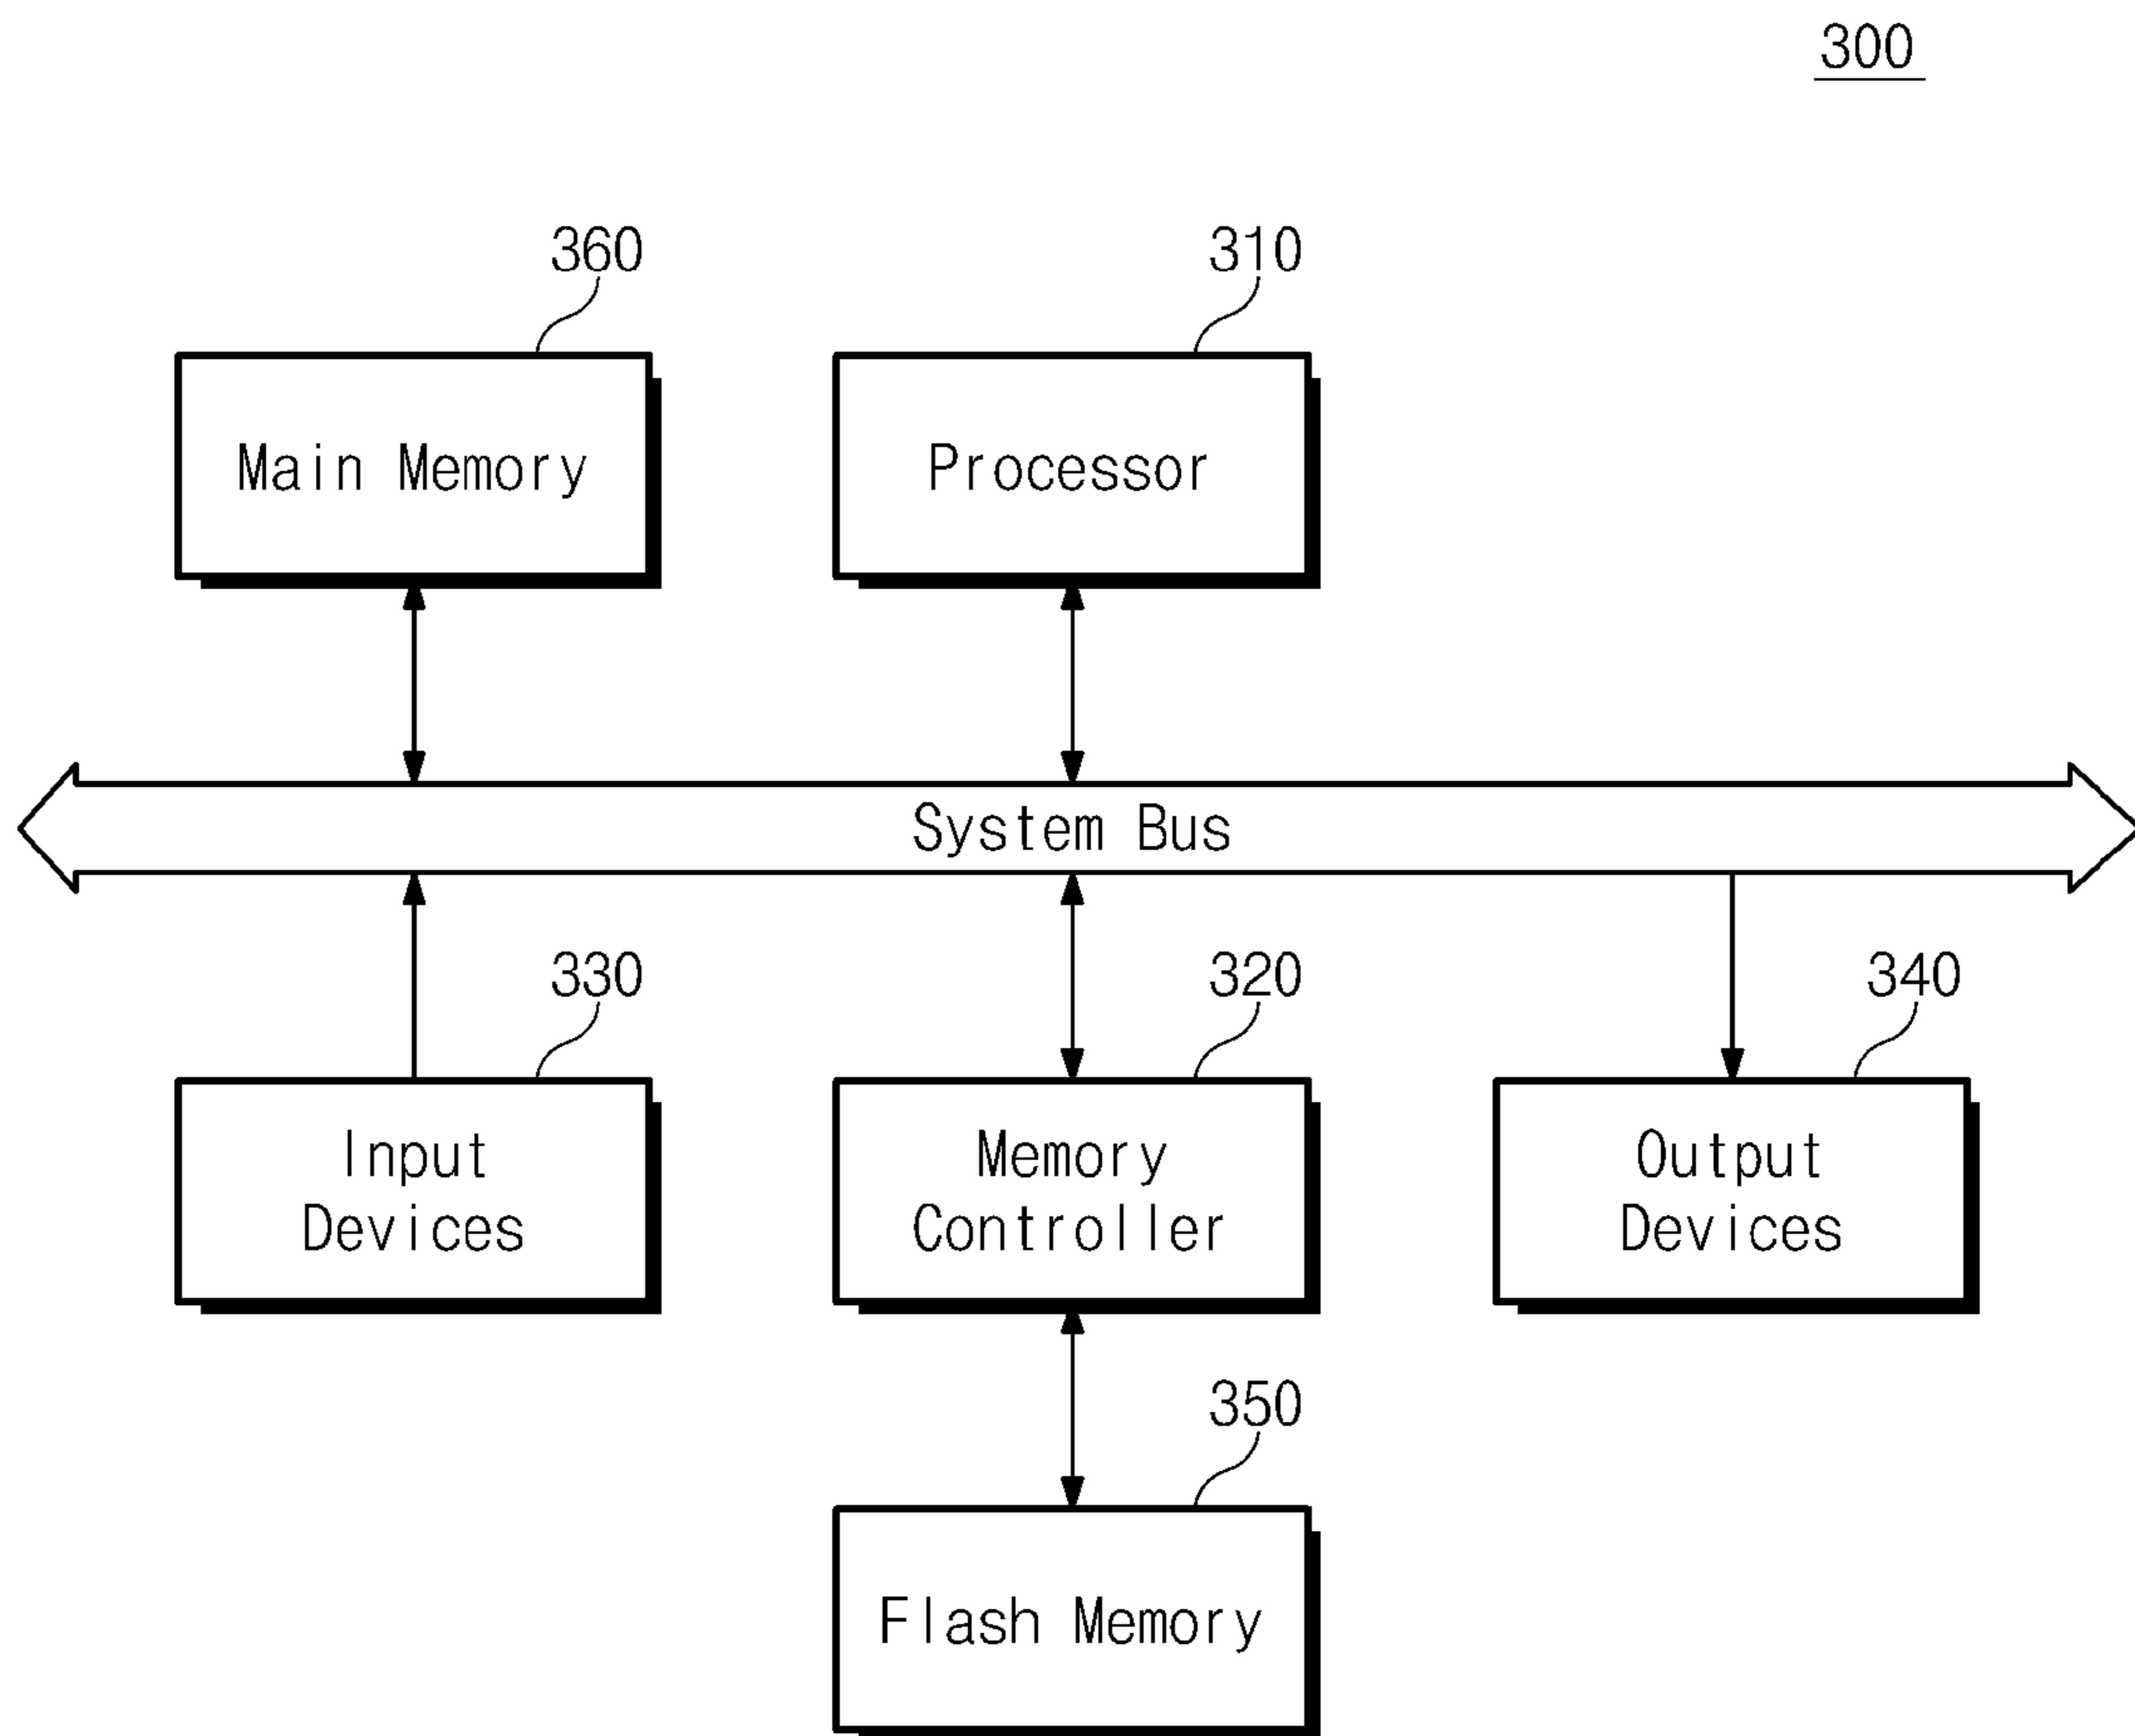 300
360
310
Main Memory
Processor
System Bus
330
320
340
Input
Devices
Memory
Controller
Output
Devices
350
Flash Memory